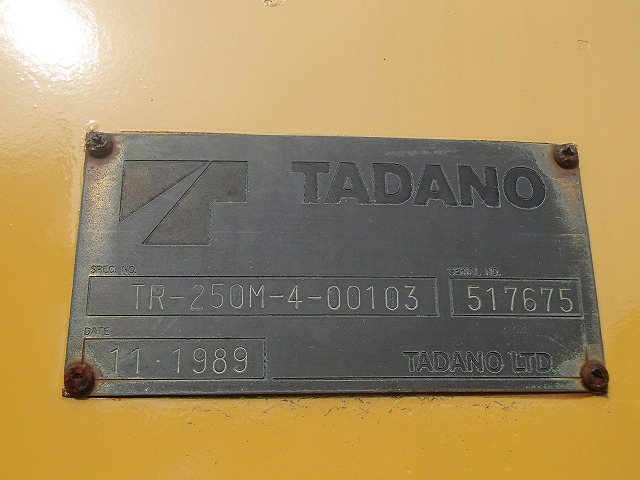 TADANO
SPEC. NO. SERIAL NO.
TR-250M-4-00103 517675
DATE
11 1989 TADANO LTD.